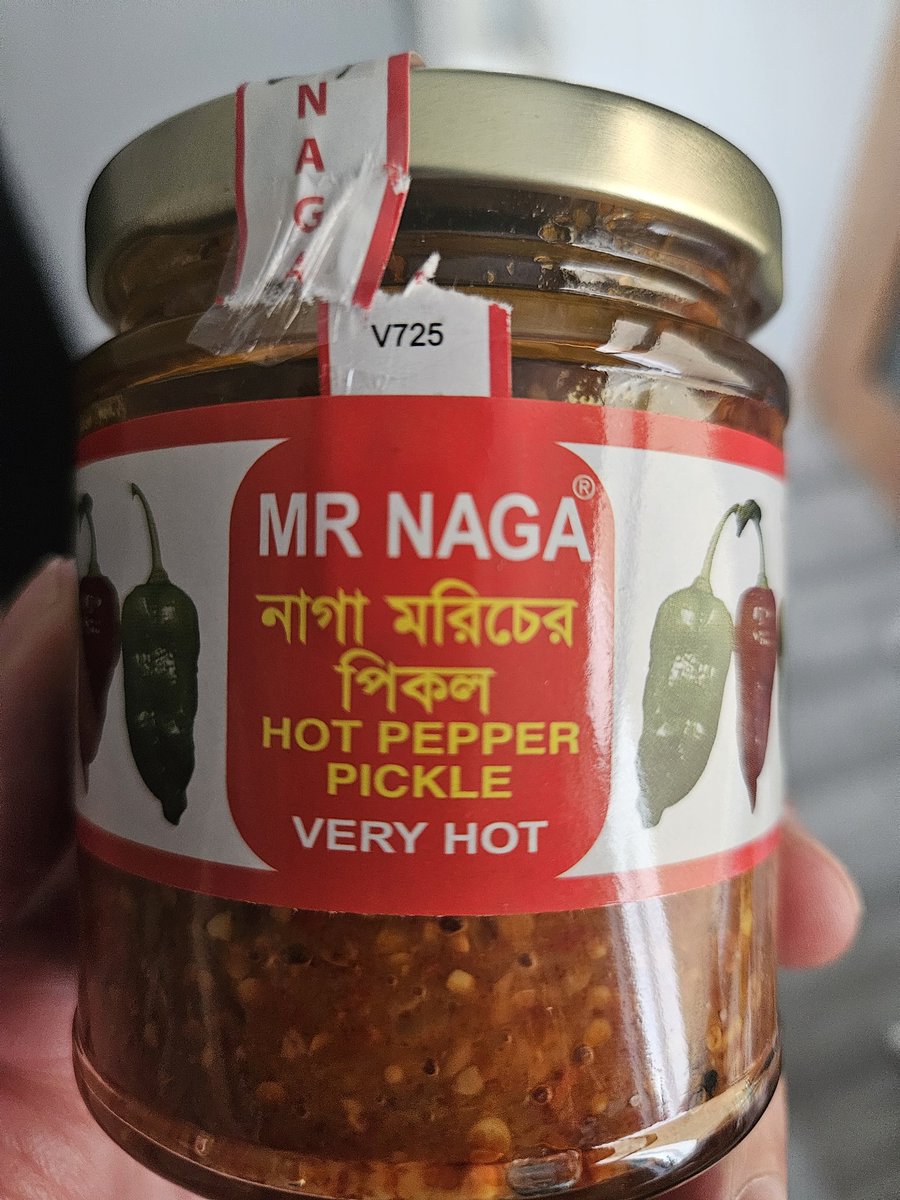 NAGA
V725
MR NAGA®
নাগা মরিচের
পিকল
HOT PEPPER
PICKLE
VERY HOT